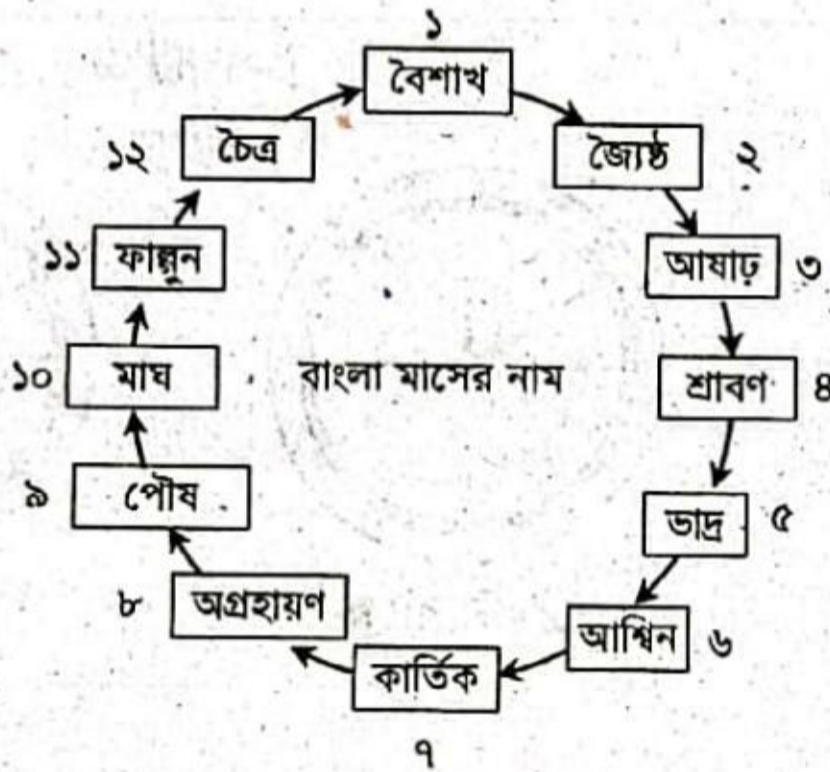 ১
বৈশাখ
জ্যৈষ্ঠ ২
আষাঢ় ৩
শ্রাবণ ৪
ভাদ্র ৫
আশ্বিন ৬
কার্তিক
৭
৮ অগ্রহায়ণ
৯ পৌষ
১০ মাঘ
১১ ফাল্গুন
১২ চৈত্র
বাংলা মাসের নাম